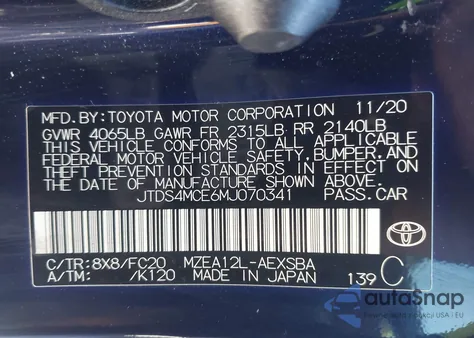 MFD.BY:TOYOTA MOTOR CORPORATION 11/20
GVWR 4065LB GAWR FR 2315LB RR 2140LB
THIS VEHICLE CONFORMS TO ALL APPLICABLE
FEDERAL MOTOR VEHICLE SAFETY AND
THEFT PREVENTION STANDARDS IN EFFECT ON
THE DATE OF MANUFACTURE SHOWN ABOVE.
JTDS4MCE6MJ070341 PASS.CAR
C/TR:8X8/FC20 MZEA12L-AEXSBA
A/TM: /K120 MADE IN JAPAN 139 C
autoSnap
USA i EU